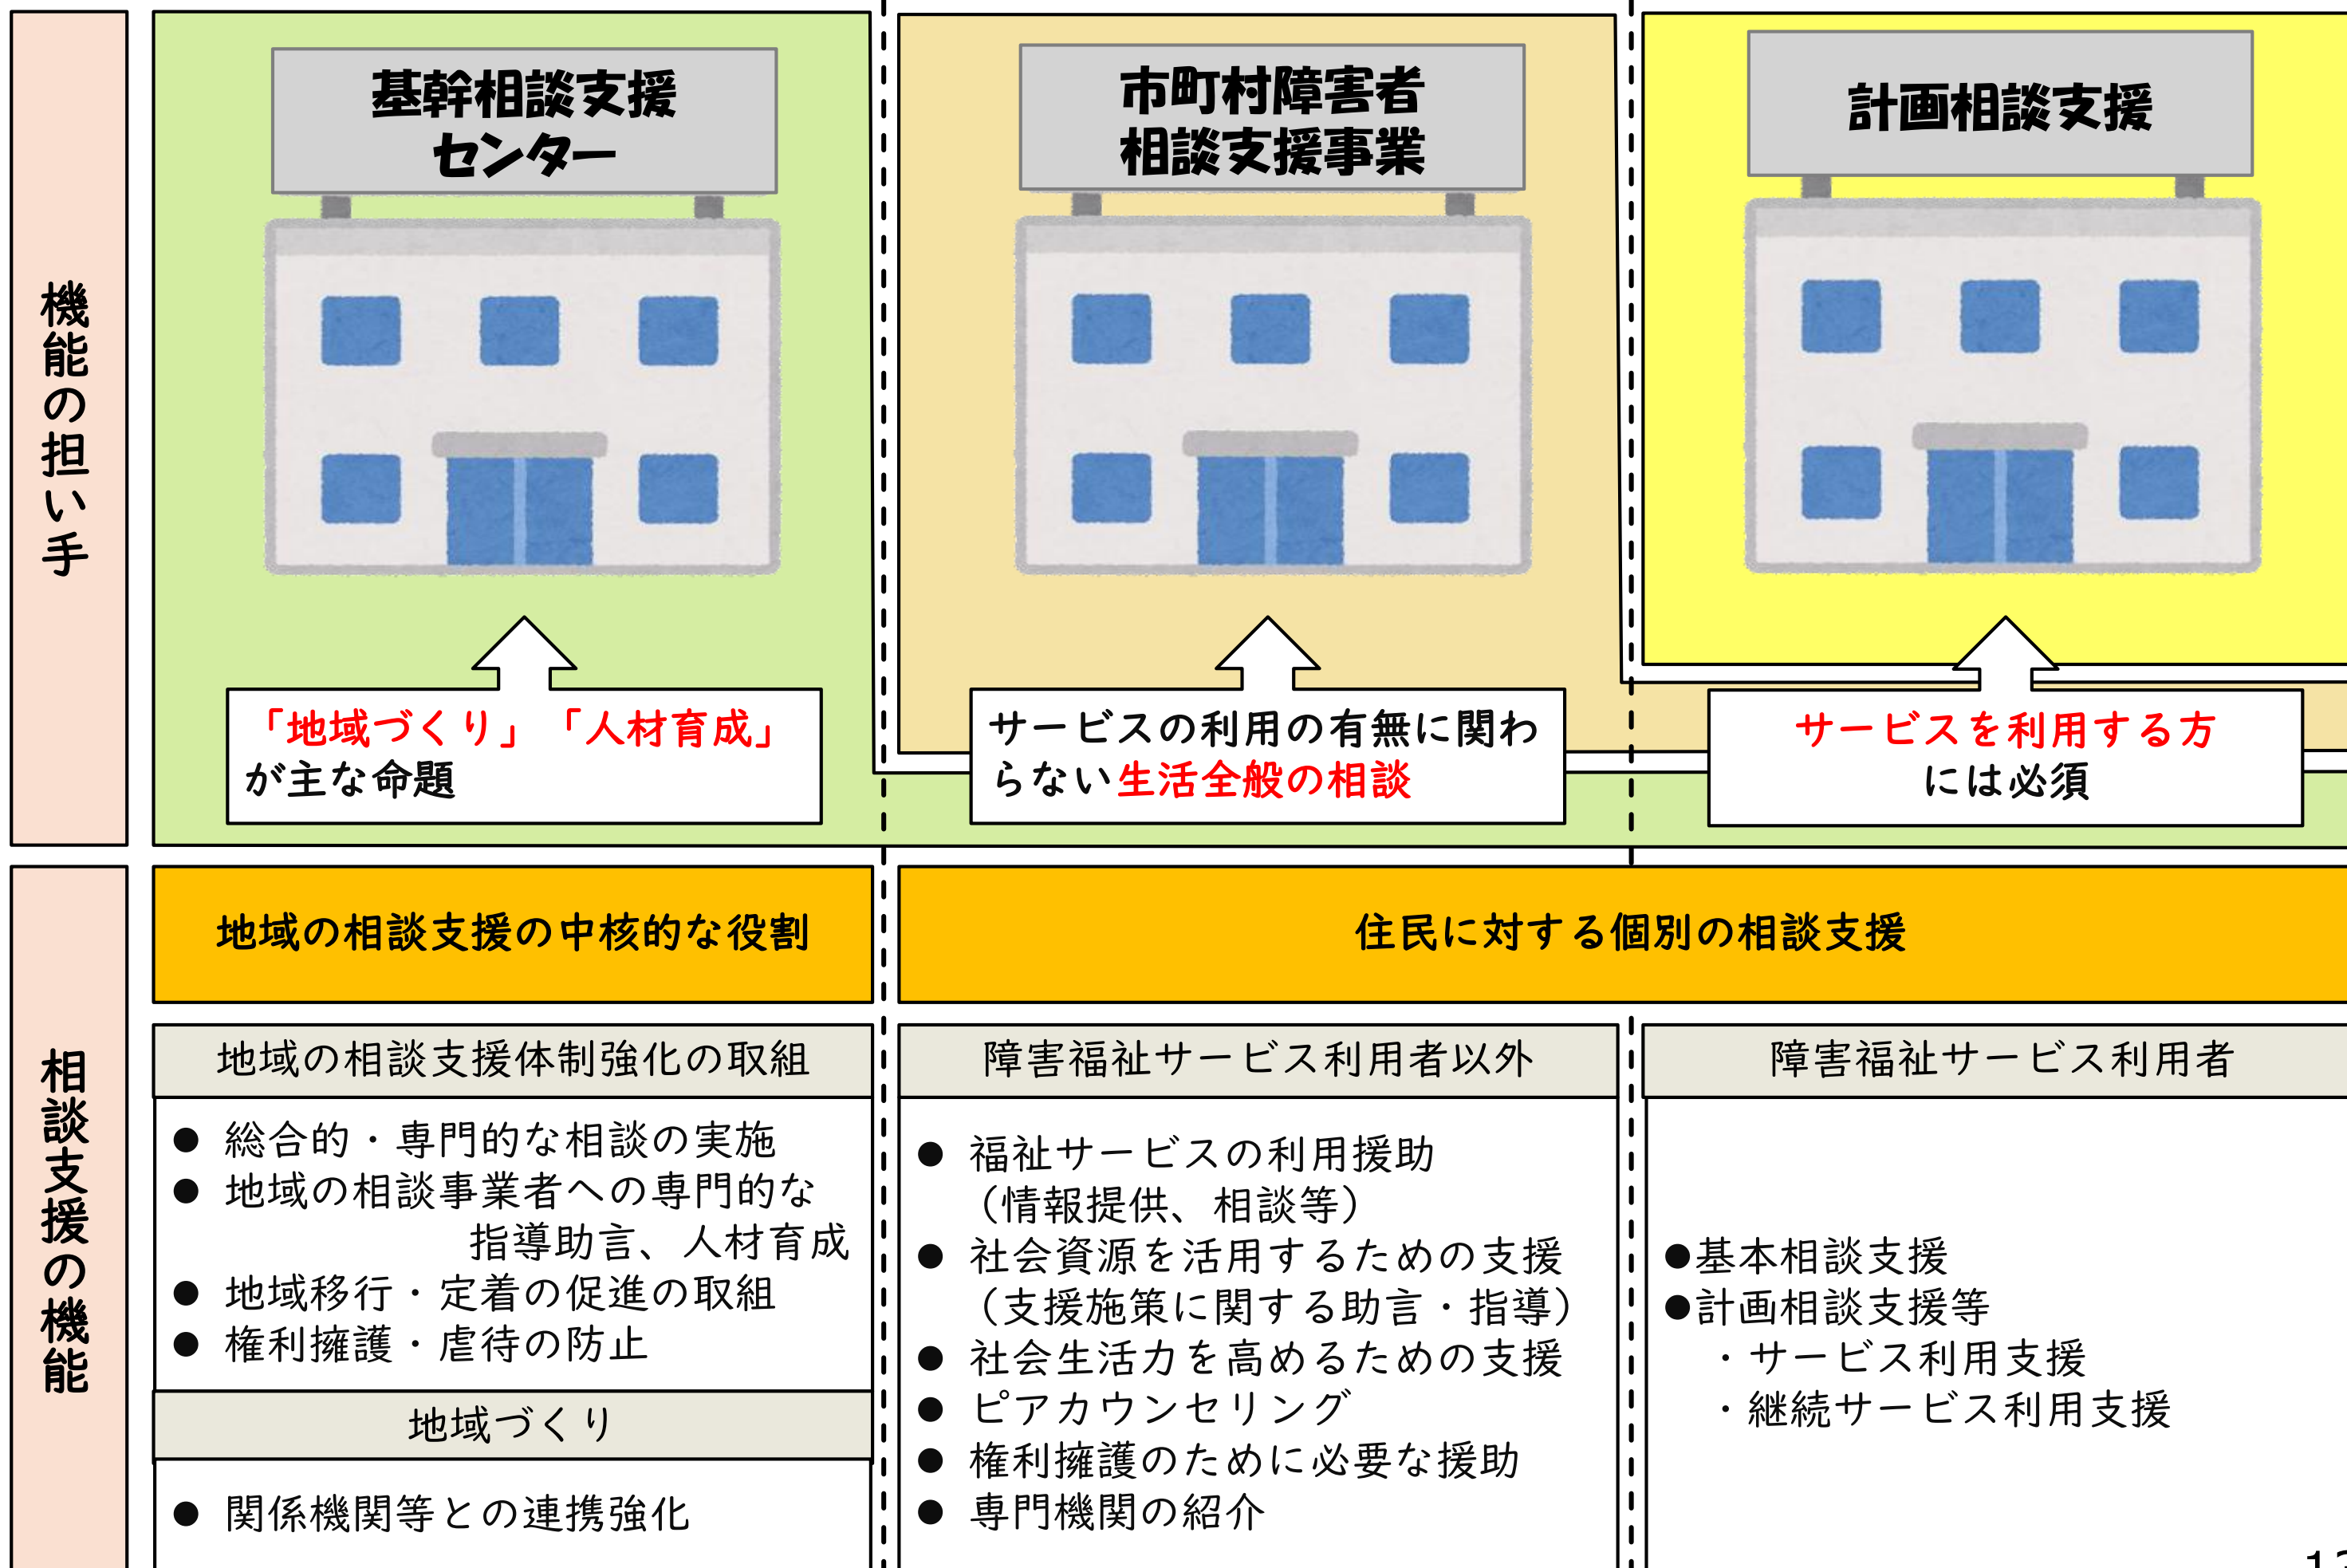 機能の担い手
基幹相談支援
センター
「地域づくり」「人材育成」
が主な命題
市町村障害者
相談支援事業
サービスの利用の有無に関わ
らない生活全般の相談
計画相談支援
サービスを利用する方
には必須
相談支援の機能
地域の相談支援の中核的な役割
住民に対する個別の相談支援
地域の相談支援体制強化の取組
● 総合的・専門的な相談の実施
● 地域の相談事業者への専門的な
指導助言、人材育成
● 地域移行・定着の促進の取組
● 権利擁護・虐待の防止
地域づくり
● 関係機関等との連携強化
障害福祉サービス利用者以外
● 福祉サービスの利用援助
（情報提供、相談等）
● 社会資源を活用するための支援
（支援施策に関する助言・指導）
● 社会生活力を高めるための支援
● ピアカウンセリング
● 権利擁護のために必要な援助
● 専門機関の紹介
障害福祉サービス利用者
●基本相談支援
●計画相談支援等
・サービス利用支援
・継続サービス利用支援